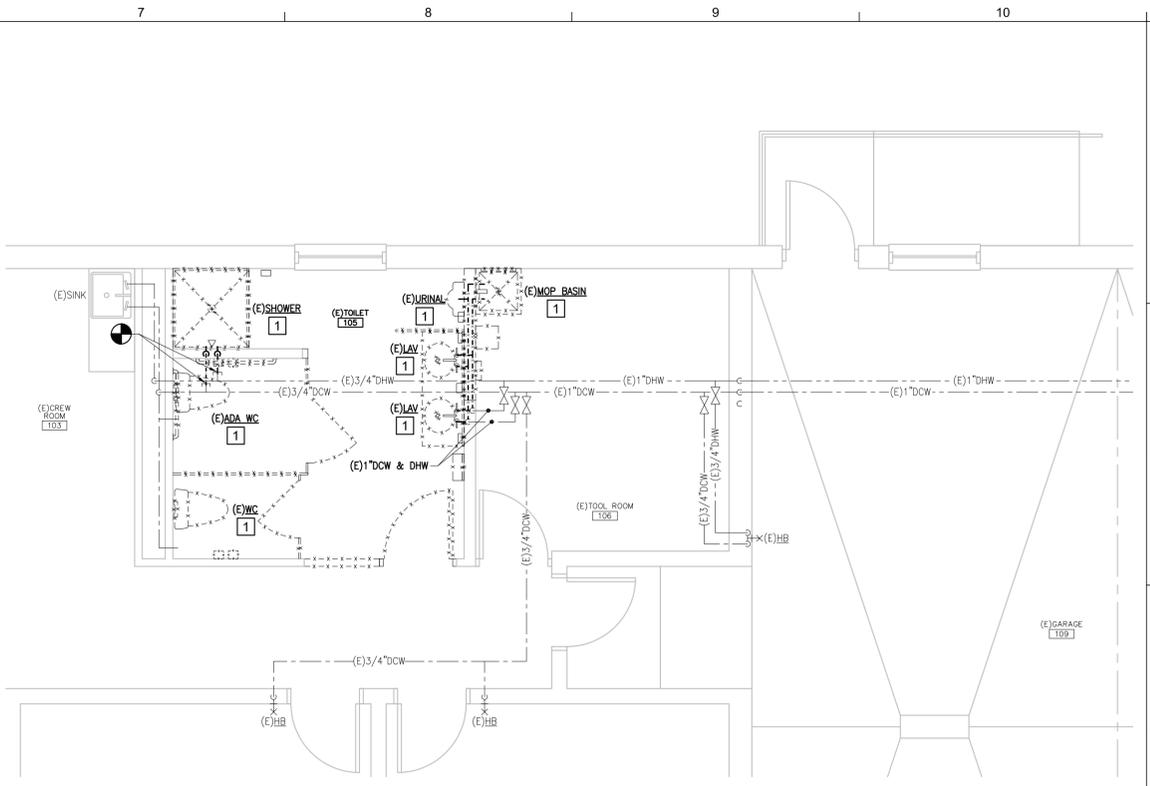 7 8 9 10
(E)SINK
(E)SHOWER
1
(E)TOILET
105
(E)URINAL
1
(E)MOP BASIN
1
(E)LAV
1
(E)3/4"DHW
(E)1"DHW
(E)1"DHW
(E)3/4"DCW
(E)1"DCW
(E)1"DCW
(E)CREW
ROOM
103
(E)ADA WC
1
(E)LAV
1
(E)1"DCW & DHW
(E)3/4"DHW
(E)3/4"DCW
(E)WC
1
(E)TOOL ROOM
106
(E)3/4"DCW
(E)HB
(E)GARAGE
109
(E)3/4"DCW
(E)HB
(E)HB